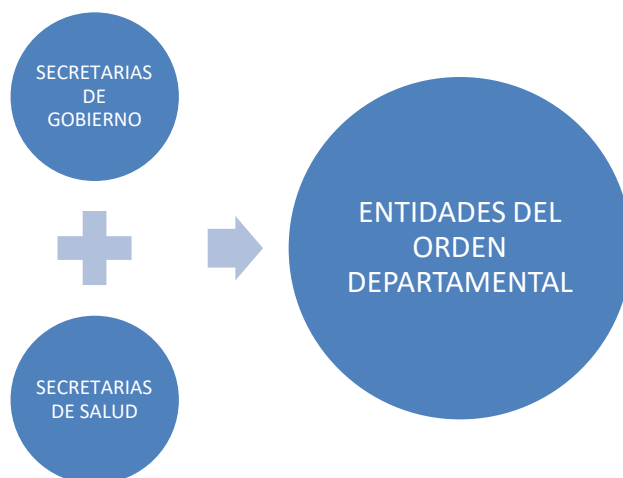 SECRETARIAS
DE
GOBIERNO
SECRETARIAS
DE SALUD
ENTIDADES DEL
ORDEN
DEPARTAMENTAL